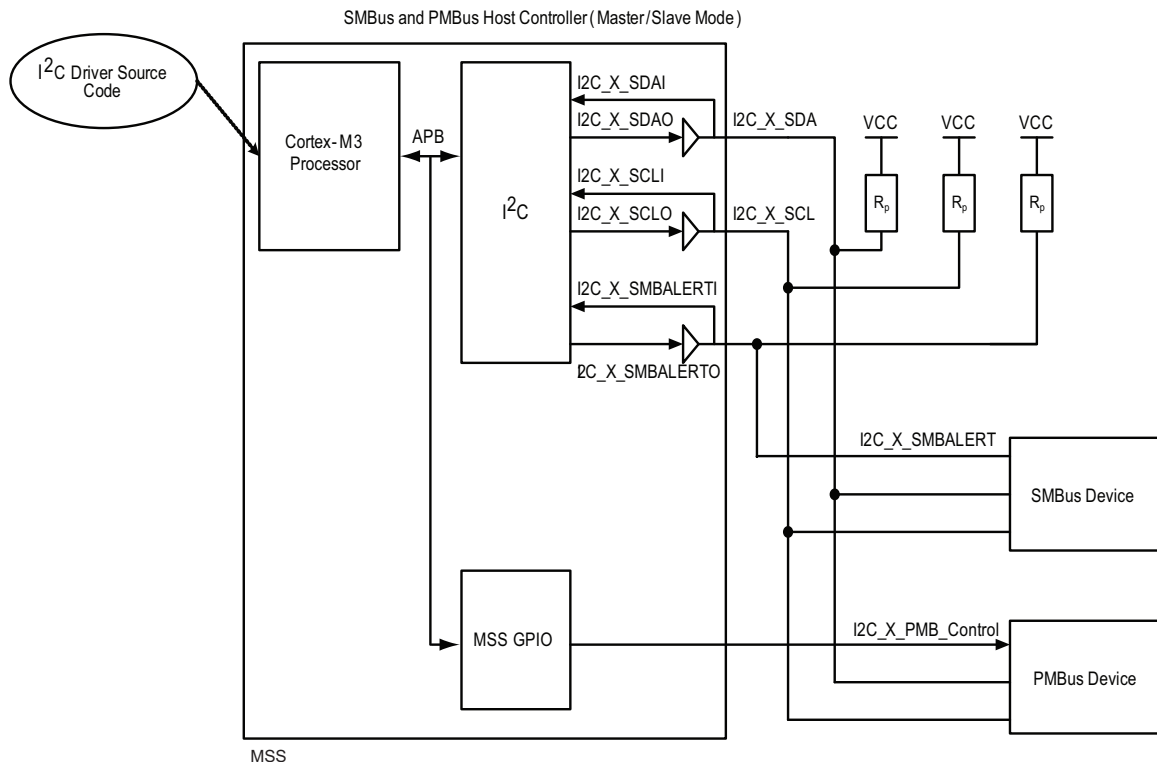 SMBus and PMBus Host Controller (Master/Slave Mode)
I2C Driver Source
Code
Cortex-M3
Processor
APB
I2C
I2C_X_SDAI
I2C_X_SDAO
I2C_X_SDA
I2C_X_SCLI
I2C_X_SCLO
I2C_X_SCL
I2C_X_SMBALERTI
I2C_X_SMBALERTO
VCC
VCC
VCC
Rp
Rp
Rp
I2C_X_SMBALERT
SMBus Device
MSS GPIO
I2C_X_PMB_Control
PMBus Device
MSS